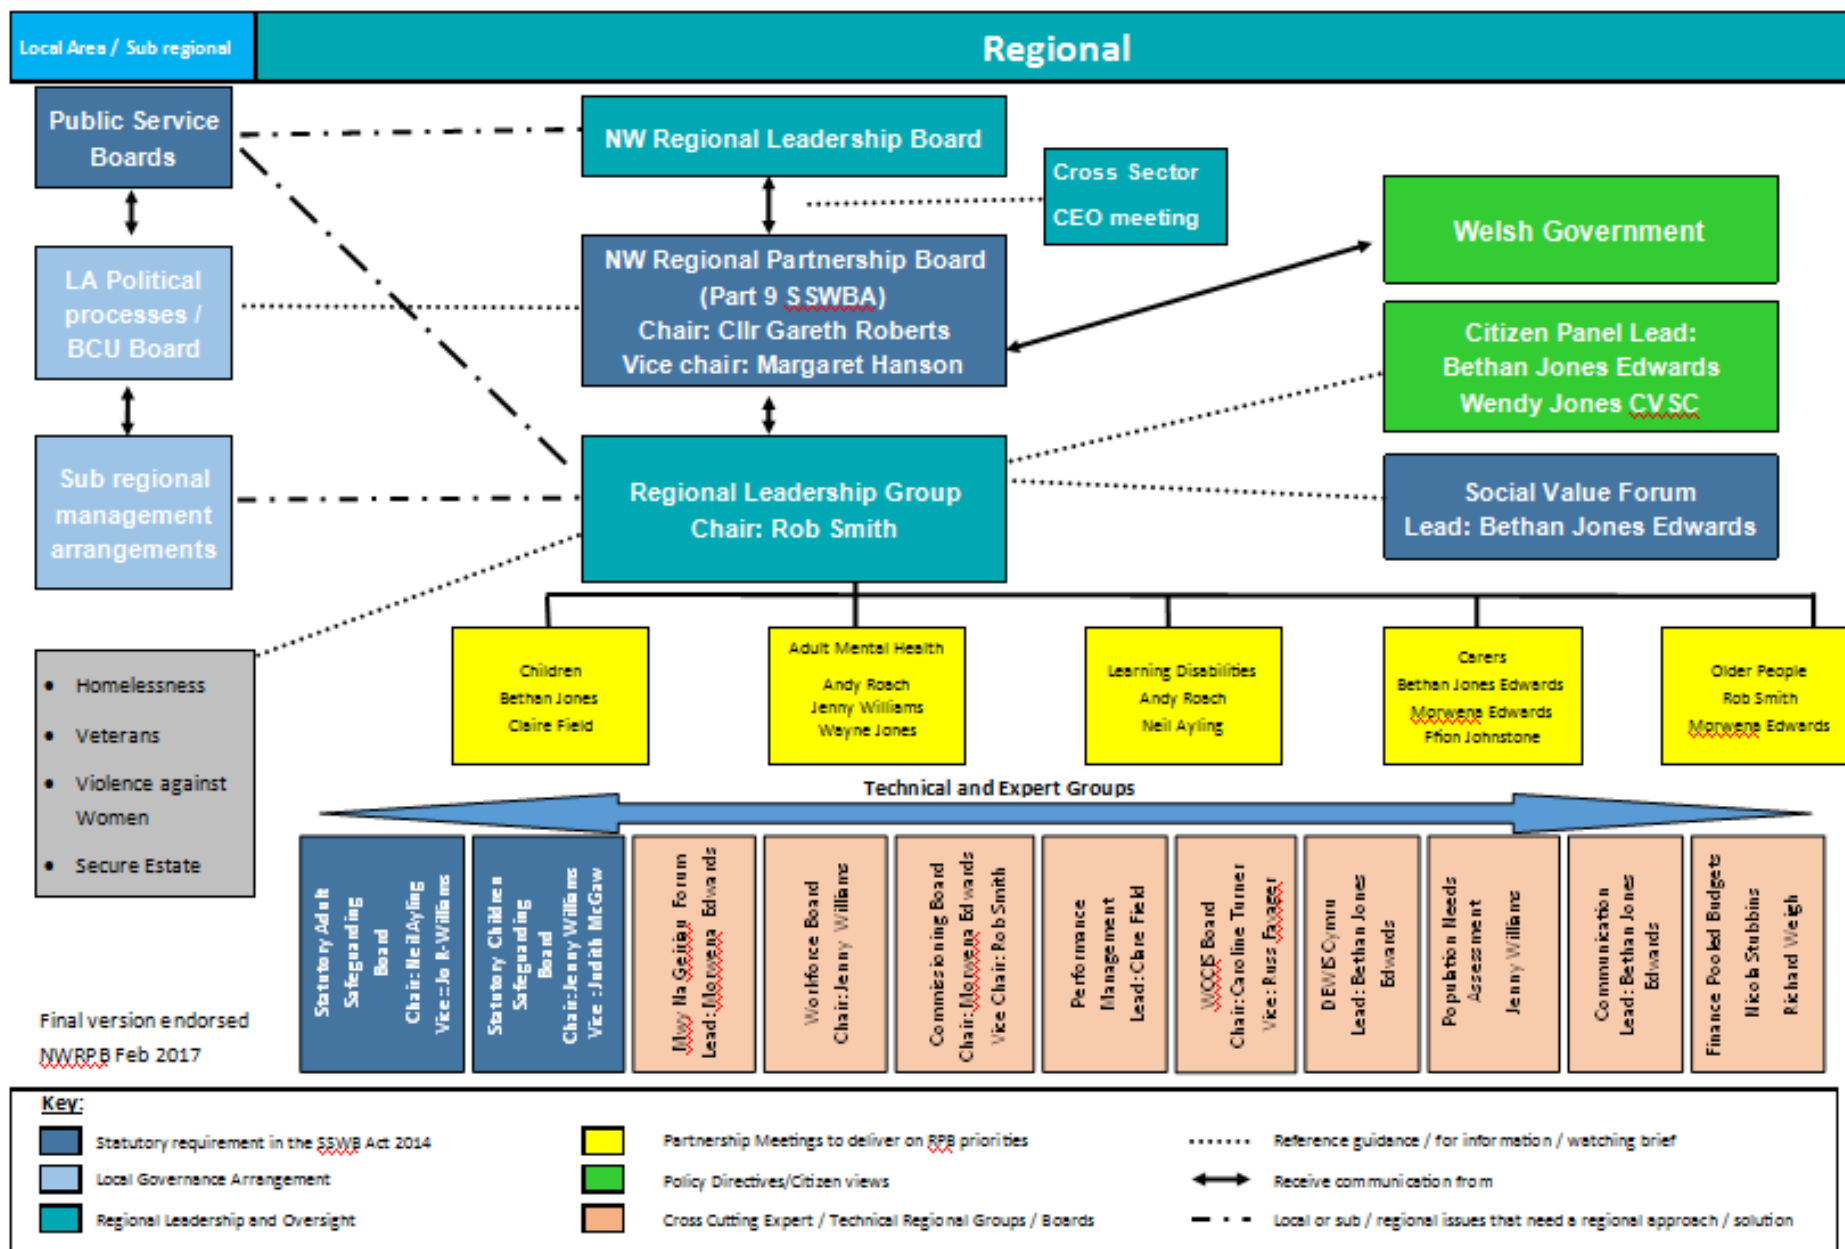 Local Area / Sub regional
Regional
Public Service
Boards
NW Regional Leadership Board
Cross Sector
CEO meeting
Welsh Government
LA Political
processes /
BCU Board
NW Regional Partnership Board
(Part 9 SSWBA)
Chair: Cllr Gareth Roberts
Vice chair: Margaret Hanson
Citizen Panel Lead:
Bethan Jones Edwards
Wendy Jones CVSC
Sub regional
management
arrangements
Regional Leadership Group
Chair: Rob Smith
Social Value Forum
Lead: Bethan Jones Edwards
• Homelessness
• Veterans
• Violence against
Women
• Secure Estate
Children
Bethan Jones
Claire Field
Adult Mental Health
Andy Roach
Jenny Williams
Wayne Jones
Learning Disabilities
Andy Roach
Neil Ayling
Carers
Bethan Jones Edwards
Morwena Edwards
Ffion Johnstone
Older People
Rob Smith
Morwena Edwards
Technical and Expert Groups
Statutory Adult
Safeguarding
Board
Chair: Neil Ayling
Vice: :Jo R-Williams
Statutory Children
Safeguarding
Board
Chair: Jenny Williams
Vice : Judith McGaw
Mwy Na Geiriau Forum
Lead: Morwena Edwards
Workforce Board
Chair: Jenny Williams
Commissioning Board
Chair: Morwena Edwards
Vice Chair: Rob Smith
Performance
Management
Lead: Clare Field
WCCIS Board
Chair: Caroline Turner
Vice: Russ Favager
DEWIS Cymru
Lead: Bethan Jones
Edwards
Population Needs
Assessment
Jenny Williams
Communication
Lead: Bethan Jones
Edwards
Finance Pooled Budgets
Nicola Stubbins
Richard Weigh
Final version endorsed
NWRPB Feb 2017
Key:
Statutory requirement in the SSWB Act 2014
Local Governance Arrangement
Regional Leadership and Oversight
Partnership Meetings to deliver on RPB priorities
Policy Directives/Citizen views
Cross Cutting Expert / Technical Regional Groups / Boards
Reference guidance / for information / watching brief
Receive communication from
Local or sub / regional issues that need a regional approach / solution